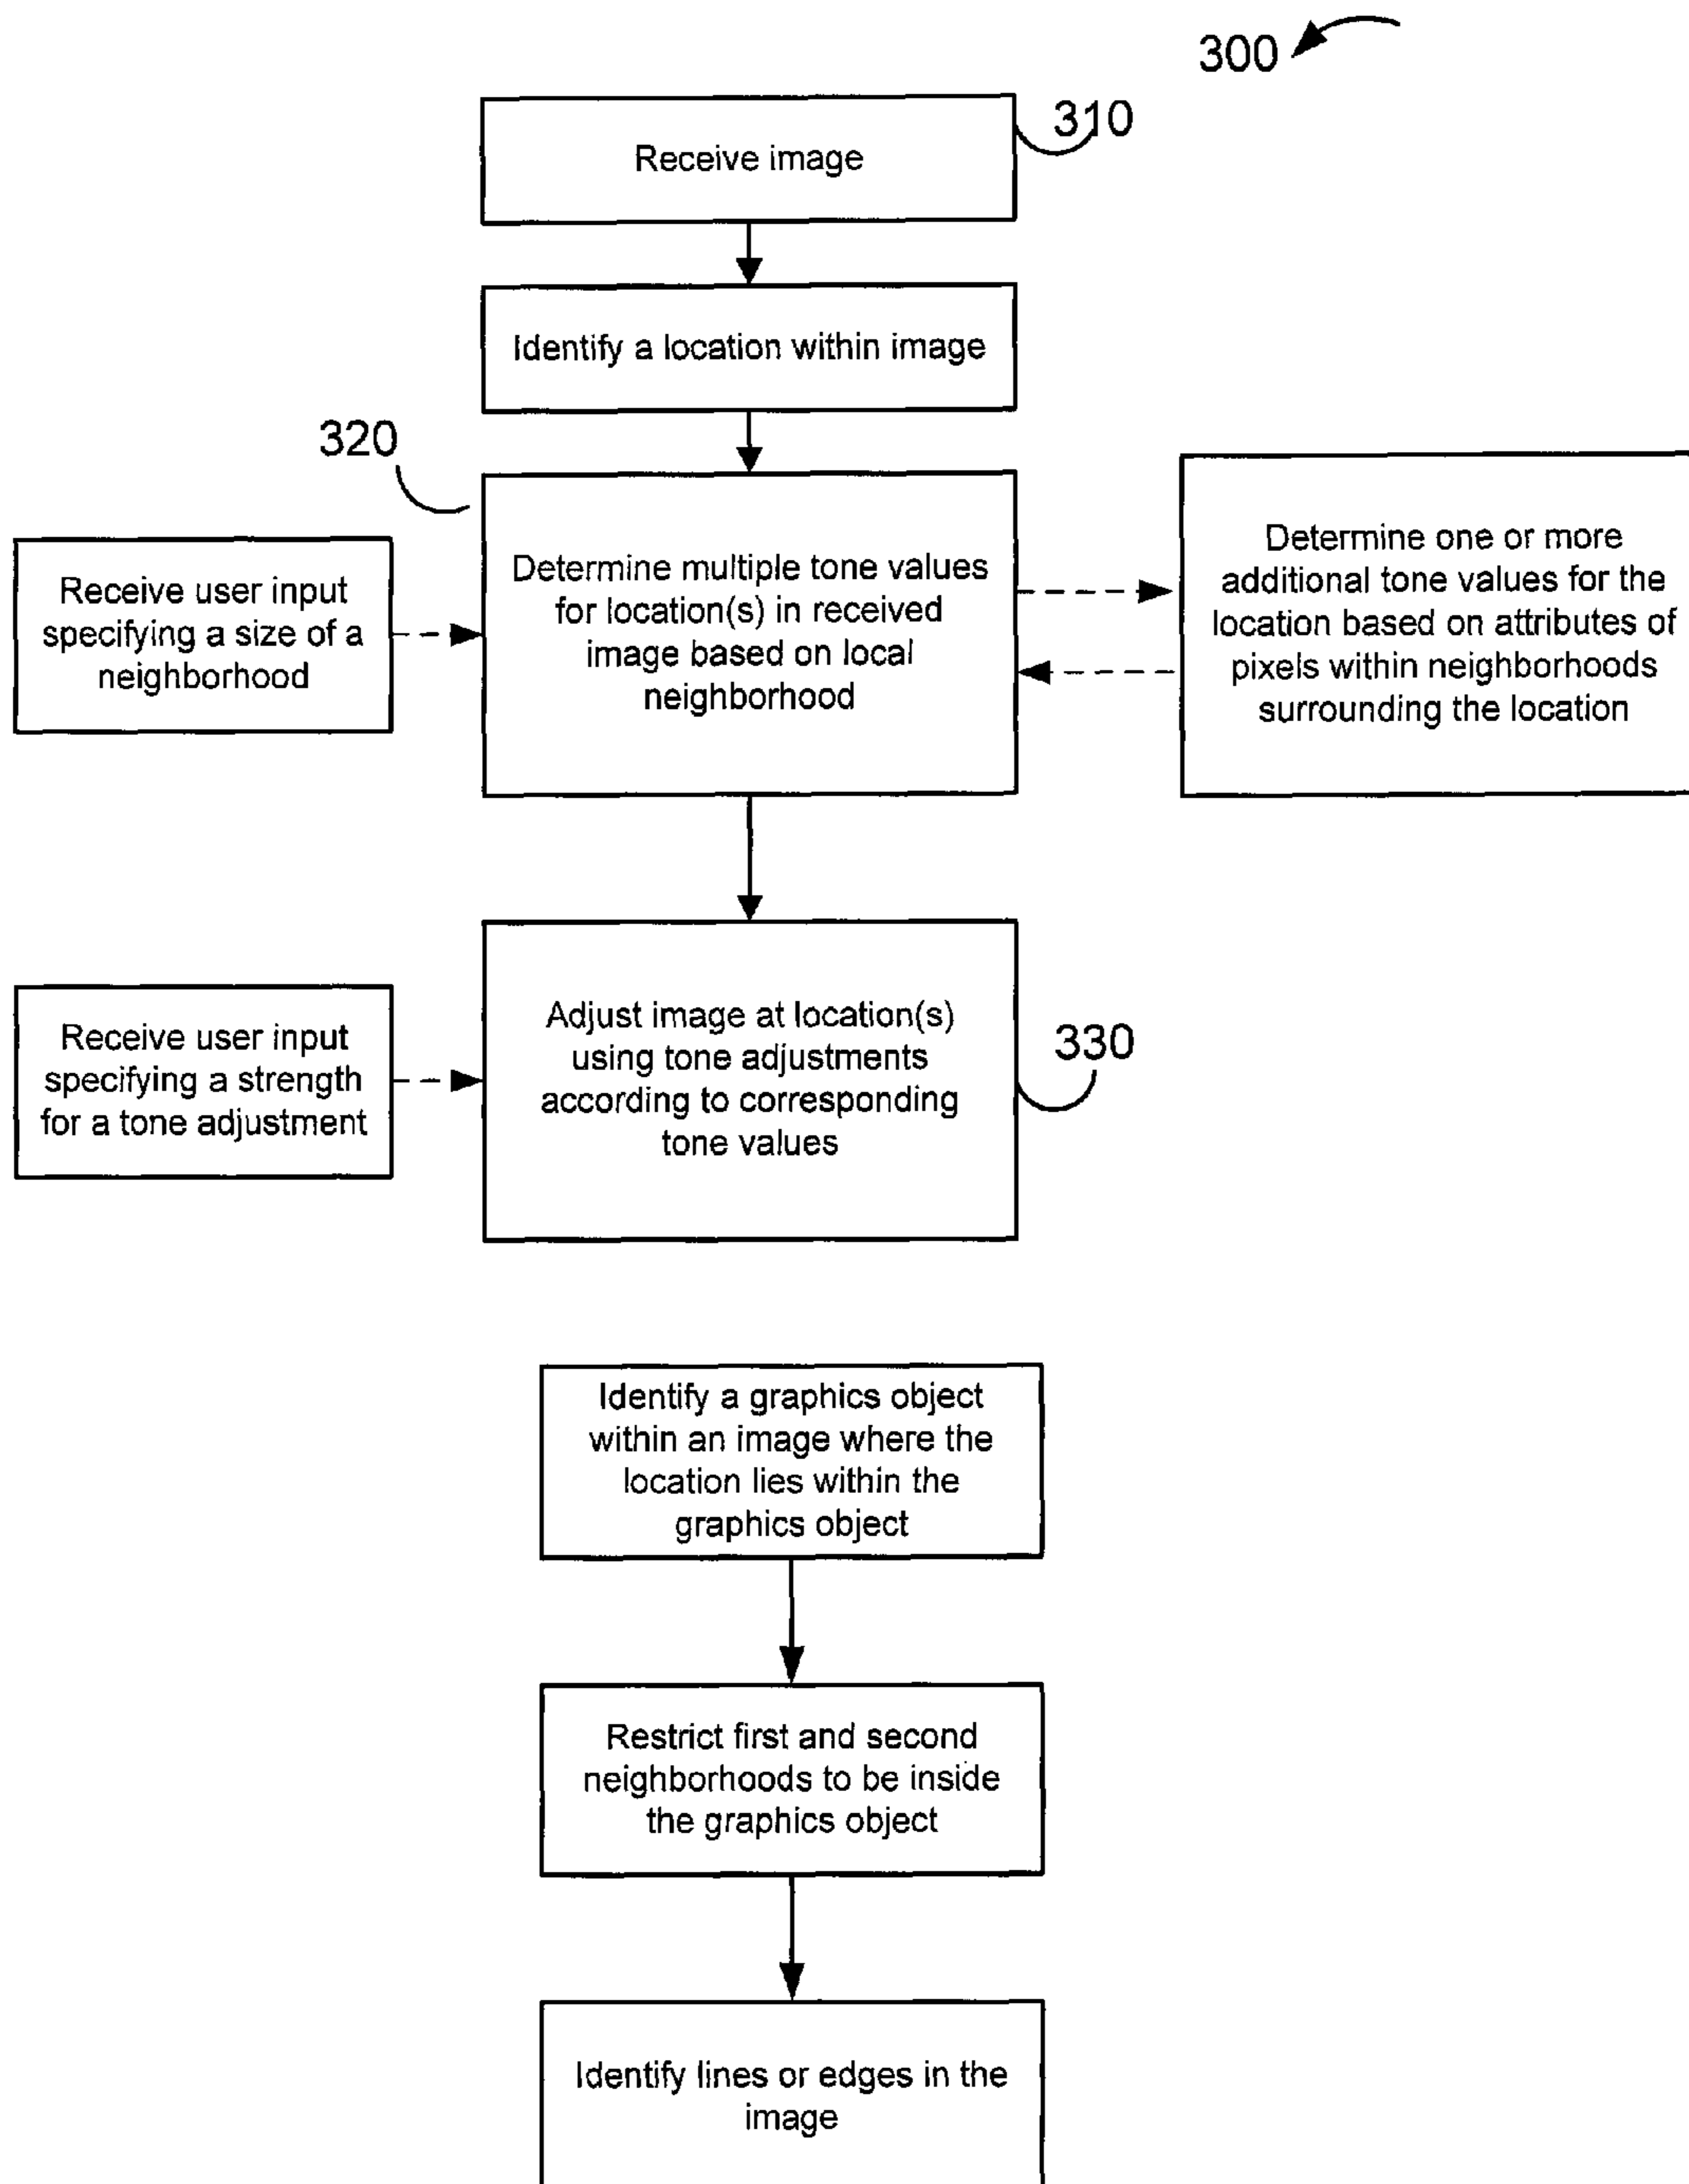 300
310
Receive image
Identify a location within image
320
Determine multiple tone values
for location(s) in received
image based on local
neighborhood
Receive user input
specifying a size of a
neighborhood
Determine one or more
additional tone values for the
location based on attributes of
pixels within neighborhoods
surrounding the location
Adjust image at location(s)
using tone adjustments
according to corresponding
tone values
330
Receive user input
specifying a strength
for a tone adjustment
Identify a graphics object
within an image where the
location lies within the
graphics object
Restrict first and second
neighborhoods to be inside
the graphics object
Identify lines or edges in the
image